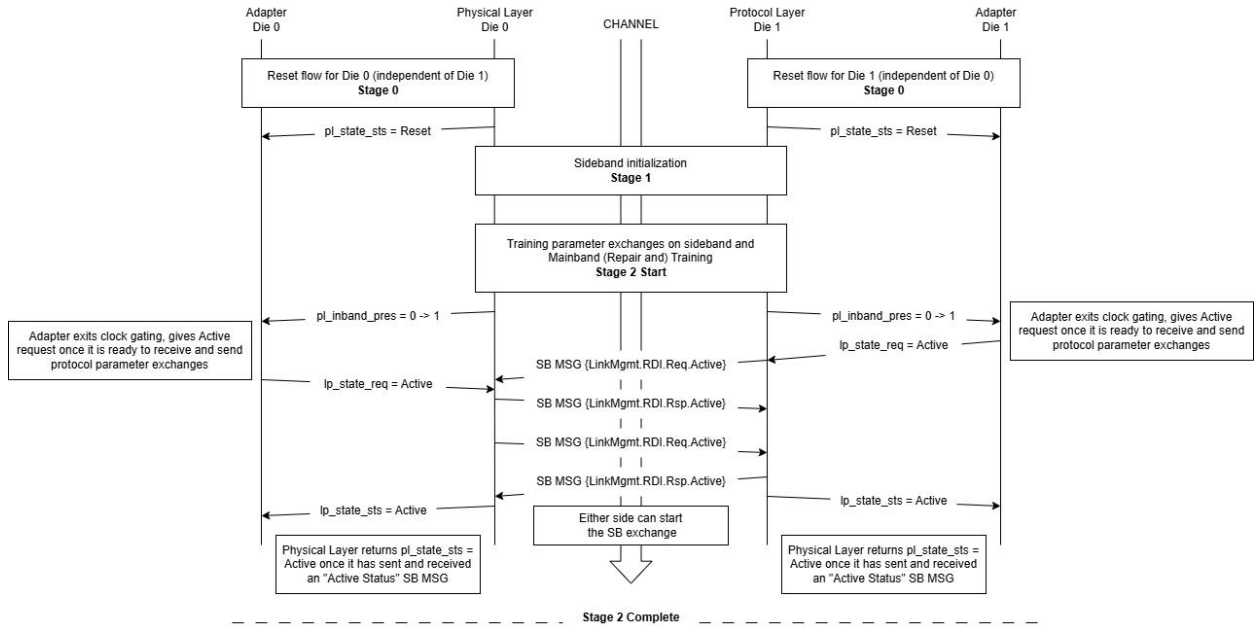 Adapter
Die 0
Physical Layer
Die 0
CHANNEL
Protocol Layer
Die 1
Adapter
Die 1
Reset flow for Die 0 (independent of Die 1)
Stage 0
Reset flow for Die 1 (independent of Die 0)
Stage 0
pl_state_sts = Reset
pl_state_sts = Reset
Sideband initialization
Stage 1
Training parameter exchanges on sideband and
Mainband (Repair and) Training
Stage 2 Start
pl_inband_pres = 0 -> 1
pl_inband_pres = 0 -> 1
Adapter exits clock gating, gives Active
request once it is ready to receive and send
protocol parameter exchanges
Adapter exits clock gating, gives Active
request once it is ready to receive and send
protocol parameter exchanges
lp_state_req = Active
SB MSG {LinkMgmt.RDI.Req.Active}
lp_state_req = Active
SB MSG {LinkMgmt.RDI.Rsp.Active}
SB MSG {LinkMgmt.RDI.Req.Active}
SB MSG {LinkMgmt.RDI.Rsp.Active}
lp_state_sts = Active
lp_state_sts = Active
Either side can start
the SB exchange
Physical Layer returns pl_state_sts =
Active once it has sent and received
an "Active Status" SB MSG
Physical Layer returns pl_state_sts =
Active once it has sent and received
an "Active Status" SB MSG
Stage 2 Complete